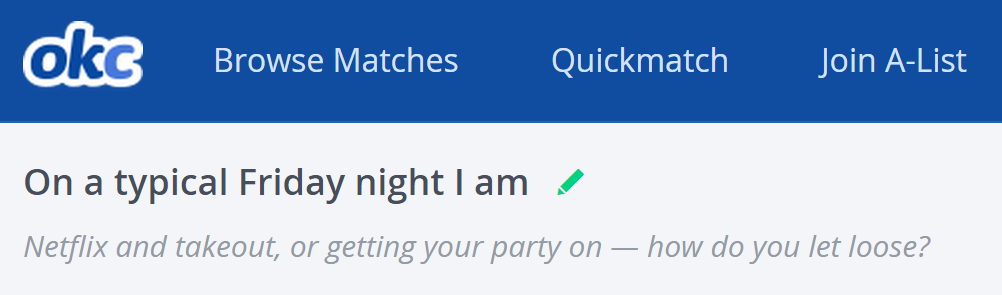 okc Browse Matches Quickmatch Join A-List
On a typical Friday night I am
Netflix and takeout, or getting your party on — how do you let loose?